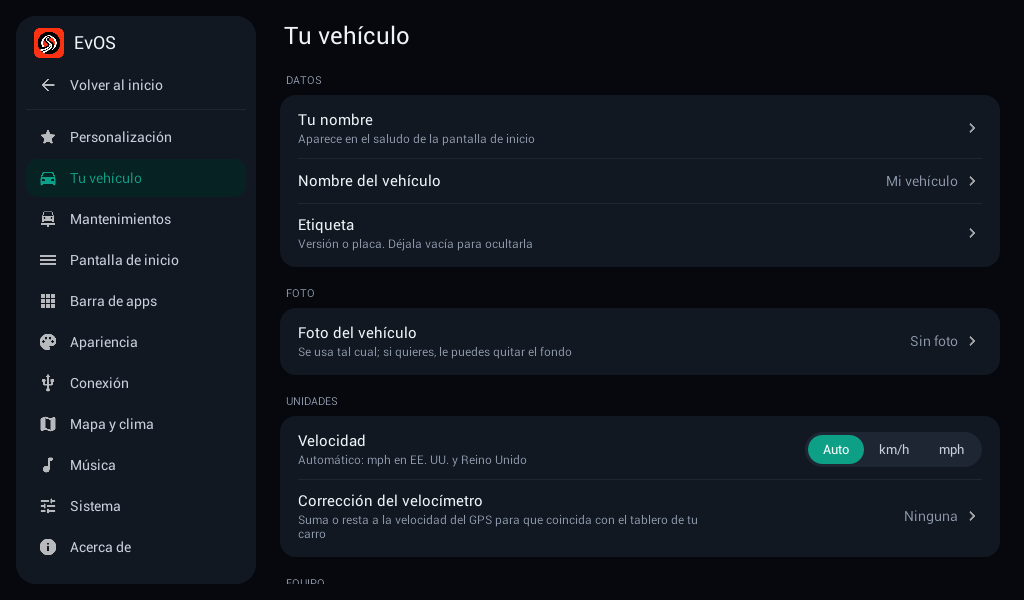 EvOS
Volver al inicio
Personalización
Tu vehículo
Mantenimientos
Pantalla de inicio
Barra de apps
Apariencia
Conexión
Mapa y clima
Música
Sistema
Acerca de
Tu vehículo
DATOS
Tu nombre
Aparece en el saludo de la pantalla de inicio
Nombre del vehículo
Mi vehículo
Etiqueta
Versión o placa. Déjala vacía para ocultarla
FOTO
Foto del vehículo
Se usa tal cual; si quieres, le puedes quitar el fondo
Sin foto
UNIDADES
Velocidad
Automático: mph en EE. UU. y Reino Unido
Auto km/h mph
Corrección del velocímetro
Suma o resta a la velocidad del GPS para que coincida con el tablero de tu
carro
Ninguna
EQUIPO